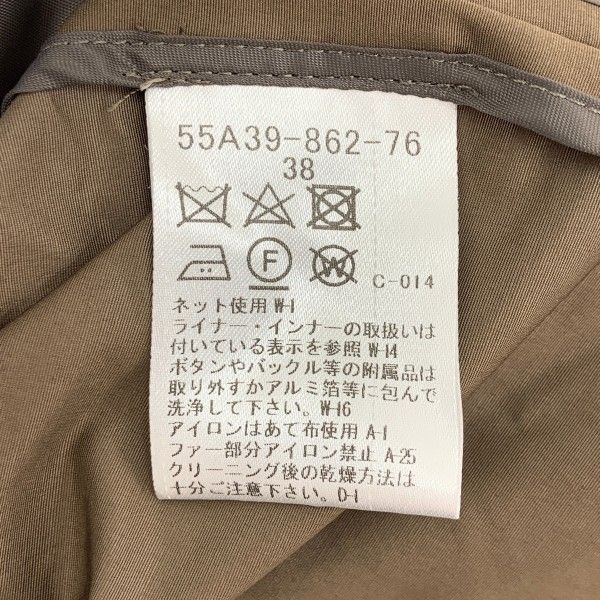 55A39-862-76
38
F W C-014
ネット使用 W-1
ライナー・インナーの取扱いは
付いている表示を参照 W-14
ボタンやバックル等の附属品は
取り外すかアルミ箔等に包んで
洗浄して下さい。W-16
アイロンはあて布使用 A-1
ファー部分アイロン禁止 A-25
クリーニング後の乾燥方法は
十分ご注意下さい。D-1